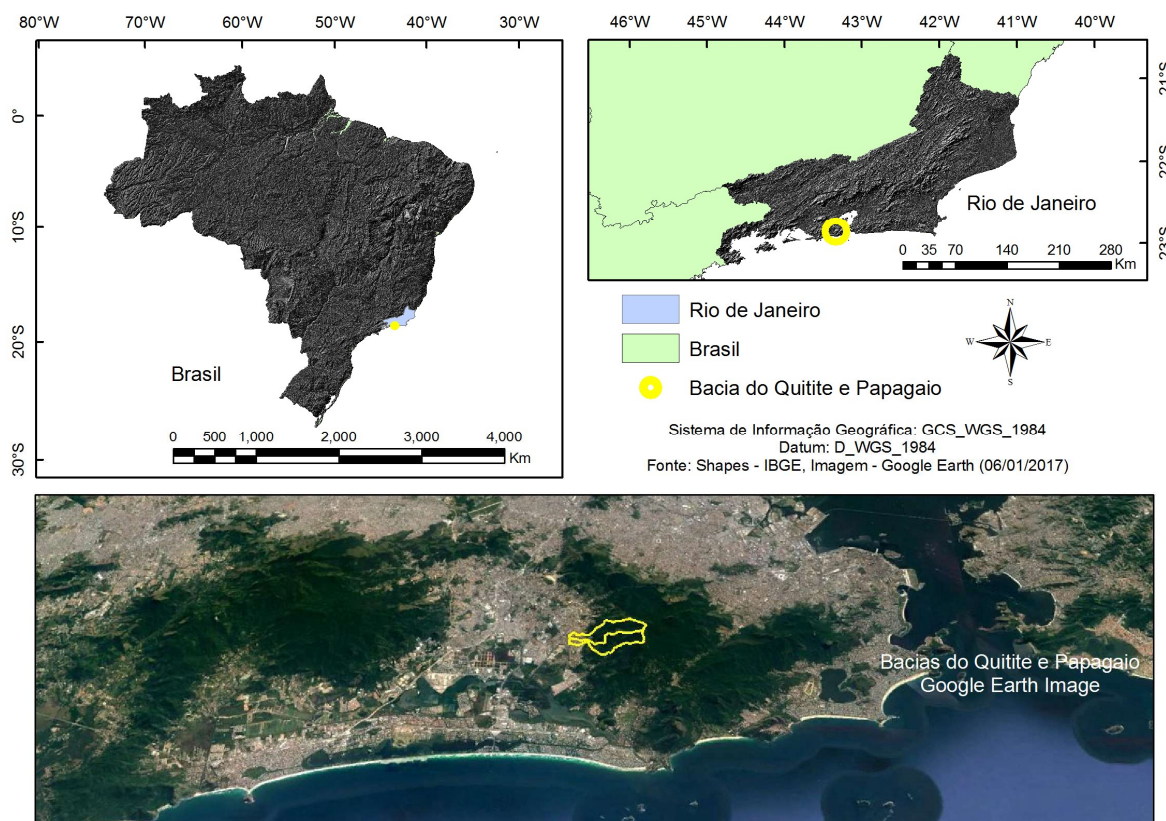 80°W 70°W 60°W 50°W 40°W 30°W
0°
10°S
20°S
30°S
Brasil
0 500 1,000 2,000 3,000 4,000
Km
46°W 45°W 44°W 43°W 42°W 41°W 40°W
21°S
22°S
23°S
Rio de Janeiro
0 35 70 140 210 280
Km
Rio de Janeiro
Brasil
Bacia do Quitite e Papagaio
N
W E
S
Sistema de Informação Geográfica: GCS_WGS_1984
Datum: D_WGS_1984
Fonte: Shapes - IBGE, Imagem - Google Earth (06/01/2017)
Bacias do Quitite e Papagaio
Google Earth Image